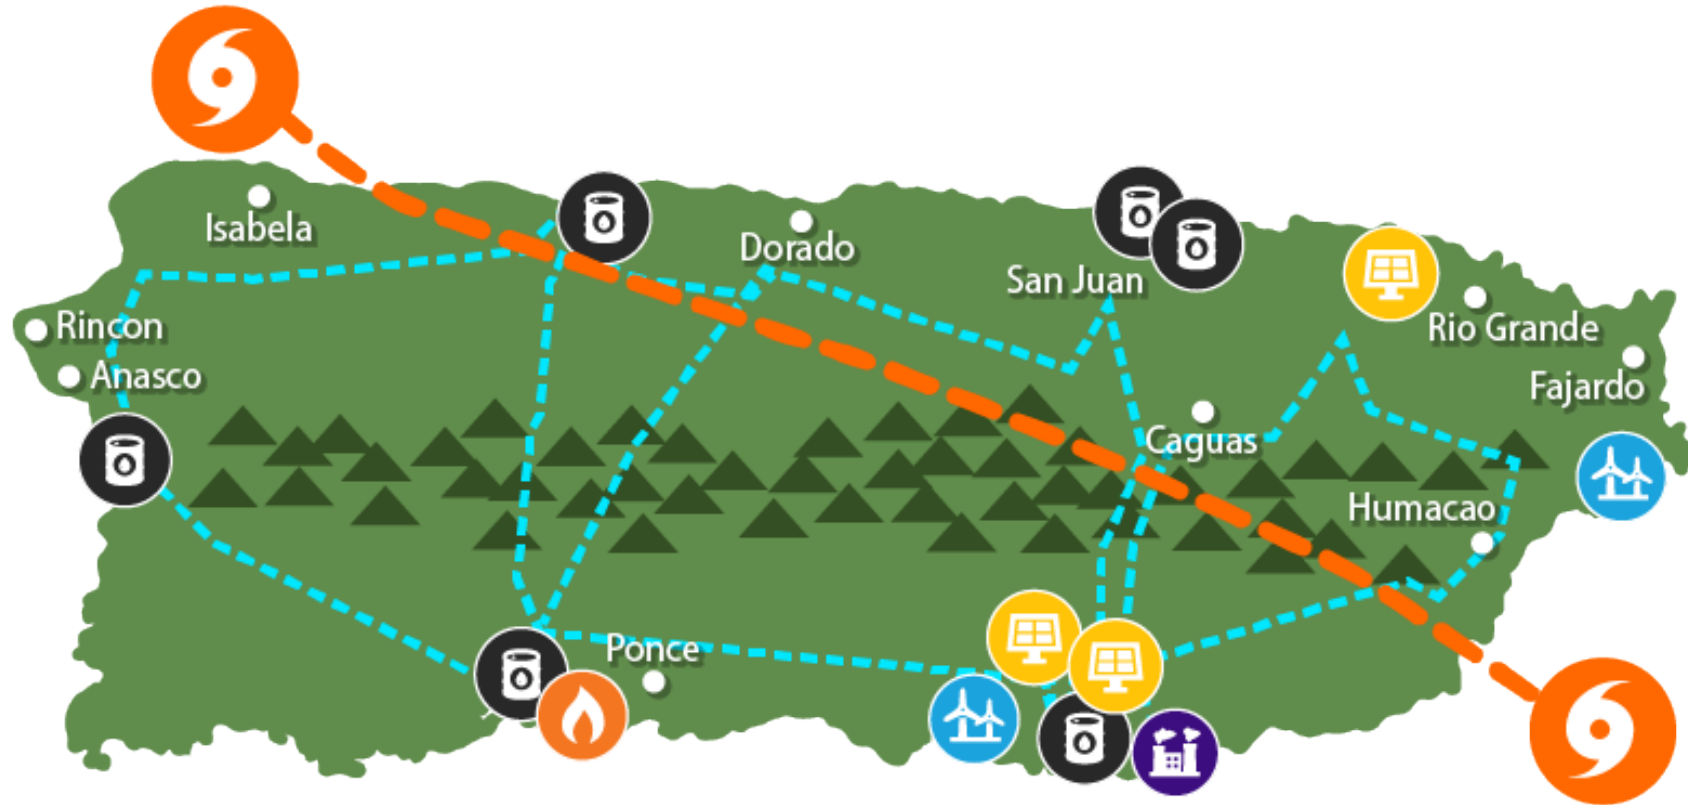 Isabela
Dorado
San Juan
Rincon
Rio Grande
Anasco
Fajardo
Caguas
Humacao
Ponce